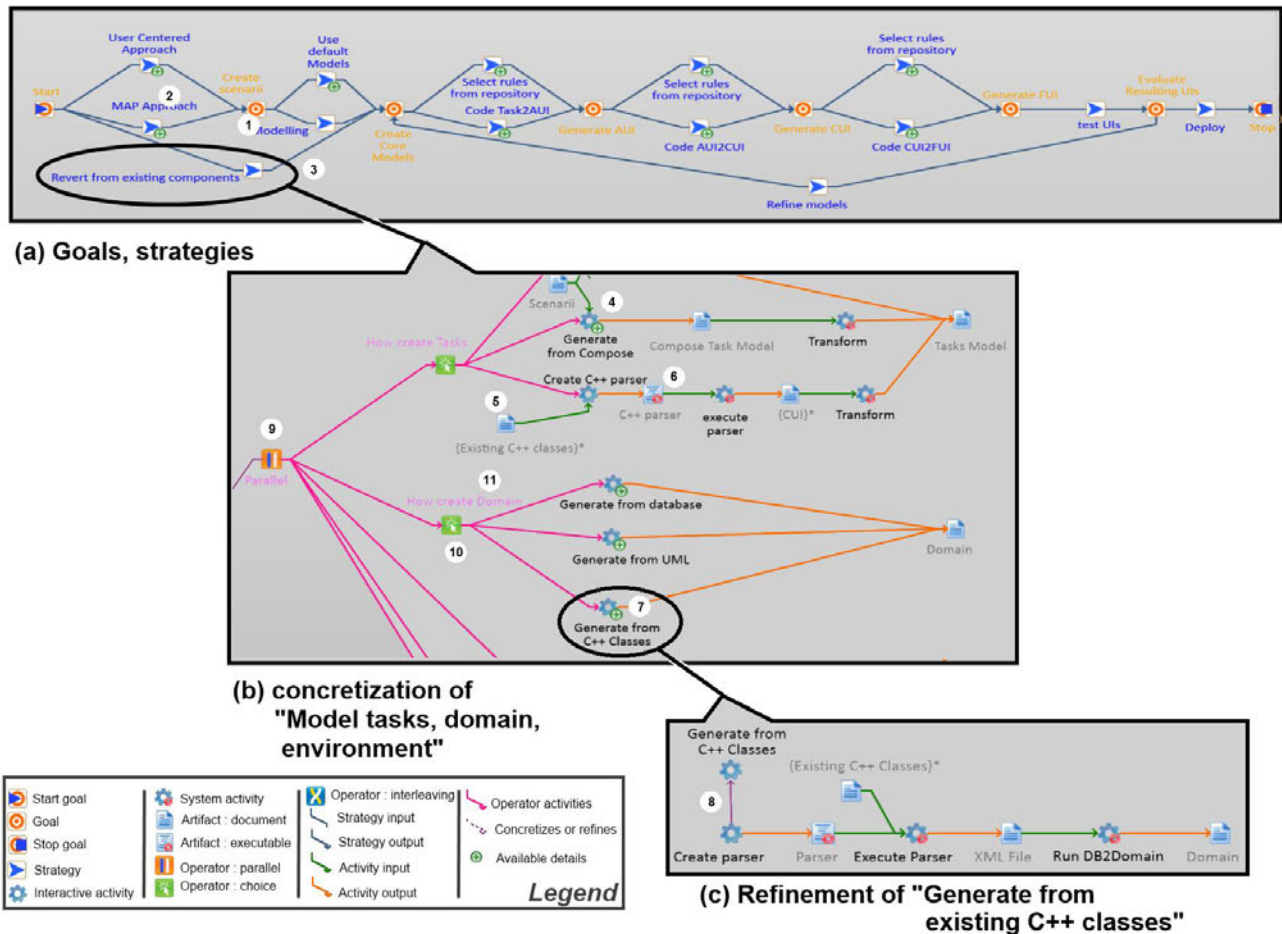 User Centered
Approach
Use
default
Models
Select rules
from repository
Create
scenarii
Evaluate
Resulting UIs
Start
2
MAP Approach
1
Modelling
Select rules
from repository
Code Task2AUI
Select rules
from repository
Generate FUI
Create
Core
Models
Generate AUI
Code AUI2CUI
Generate CUI
Code CUI2FUI
test UIs
Deploy
Stop
3
Revert from existing components
Refine models
(a) Goals, strategies
Scenarii
4
How create Tasks
Generate
from Compose
Compose Task Model
Transform
Tasks Model
Create C++ parser
6
5
C++ parser
execute
parser
{CUI}*
Transform
{Existing C++ classes}*
9
Parallel
11
How create Domain
Generate from database
10
Generate from UML
Domain
7
Generate from
C++ Classes
(b) concretization of
"Model tasks, domain,
environment"
Generate from
C++ Classes
{Existing C++ Classes}*
8
Create parser
Parser
Execute Parser
XML File
Run DB2Domain
Domain
(c) Refinement of "Generate from
existing C++ classes"
Start goal
Goal
Stop goal
Strategy
Interactive activity
System activity
Artifact : document
Artifact : executable
Operator : parallel
Operator : choice
Operator : interleaving
Strategy input
Strategy output
Activity input
Activity output
Operator activities
Concretizes or refines
Available details
Legend